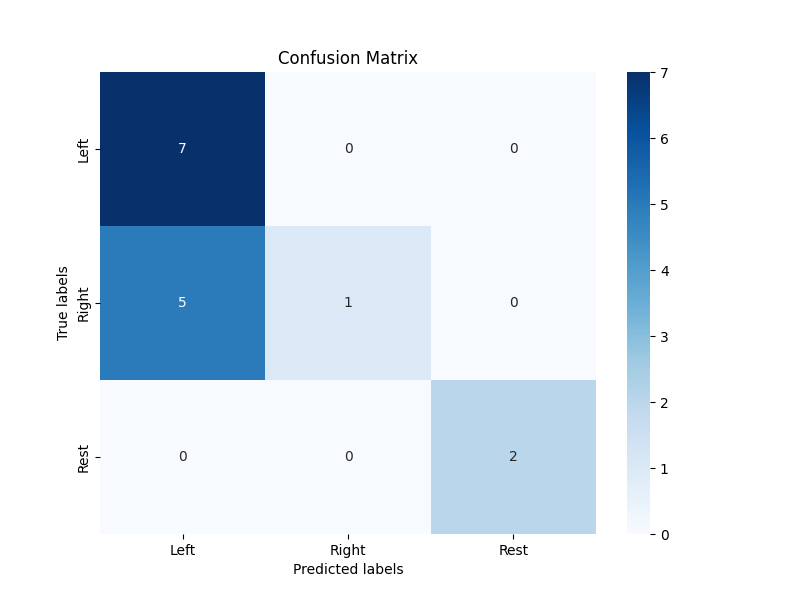 Confusion Matrix
7
6
5
4
3
2
1
0
True labels
Left
Right
Rest
7 0 0
5 1 0
0 0 2
Left Right Rest
Predicted labels